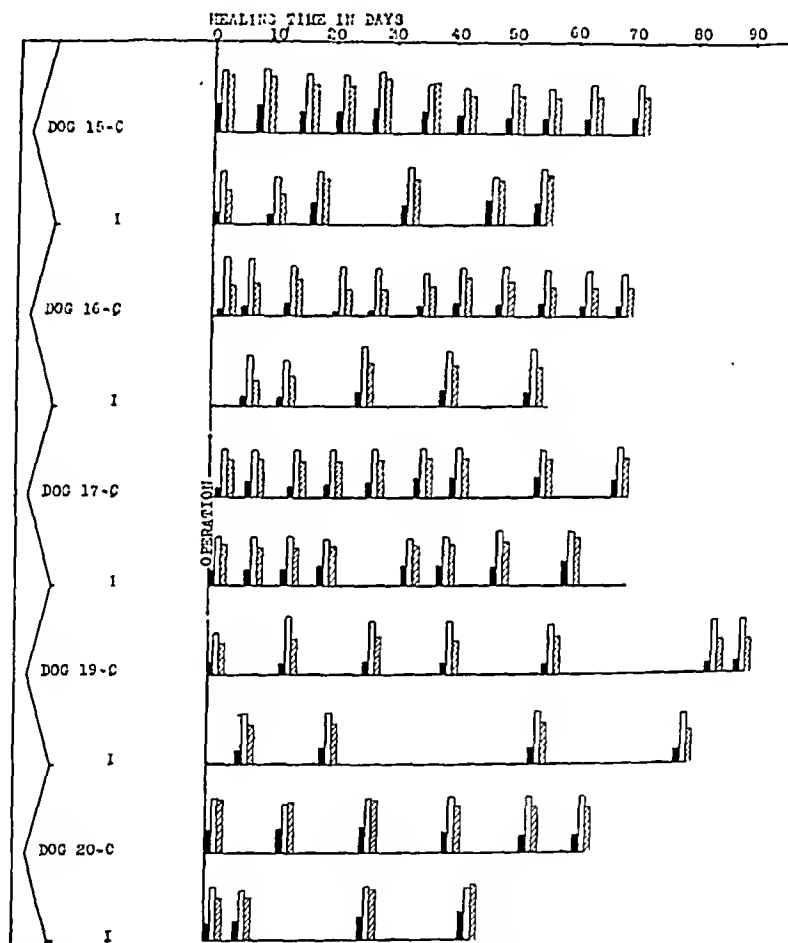 HEALING TIME IN DAYS
0 10 20 30 40 50 60 70 80 90
DOG 15-C
I
DOG 16-C
I
OPERATION
DOG 17-C
I
DOG 19-C
I
DOG 20-C
I